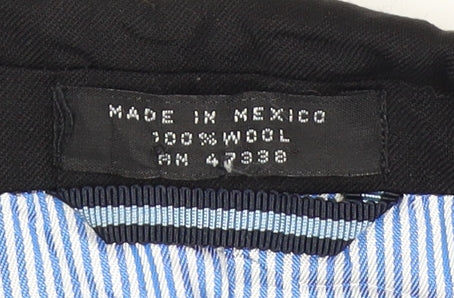 MADE IN MEXICO
100% WOOL
RN 47338